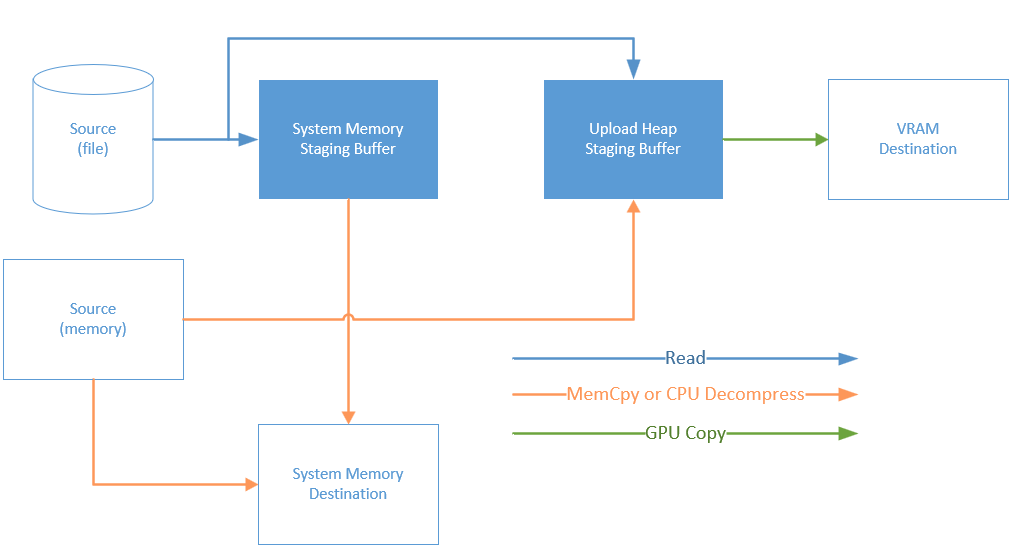 Source
(file)
System Memory
Staging Buffer
Upload Heap
Staging Buffer
VRAM
Destination
Source
(memory)
Read
MemCpy or CPU Decompress
GPU Copy
System Memory
Destination